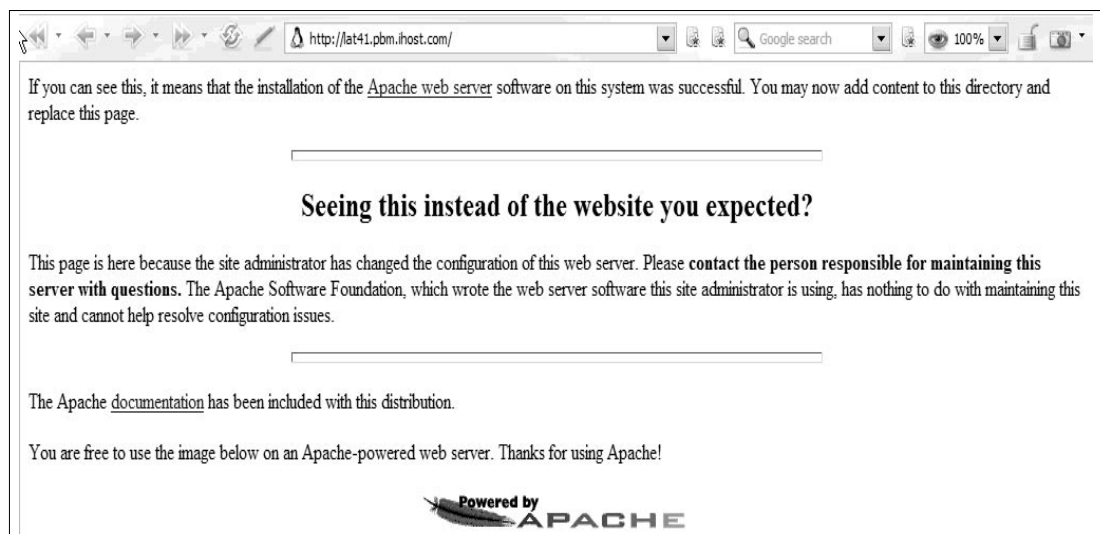 http://lat41.pbm.ihost.com/
Google search
100%
If you can see this, it means that the installation of the Apache web server software on this system was successful. You may now add content to this directory and
replace this page.
Seeing this instead of the website you expected?
This page is here because the site administrator has changed the configuration of this web server. Please contact the person responsible for maintaining this
server with questions. The Apache Software Foundation, which wrote the web server software this site administrator is using, has nothing to do with maintaining this
site and cannot help resolve configuration issues.
The Apache documentation has been included with this distribution.
You are free to use the image below on an Apache-powered web server. Thanks for using Apache!
Powered by
APACHE